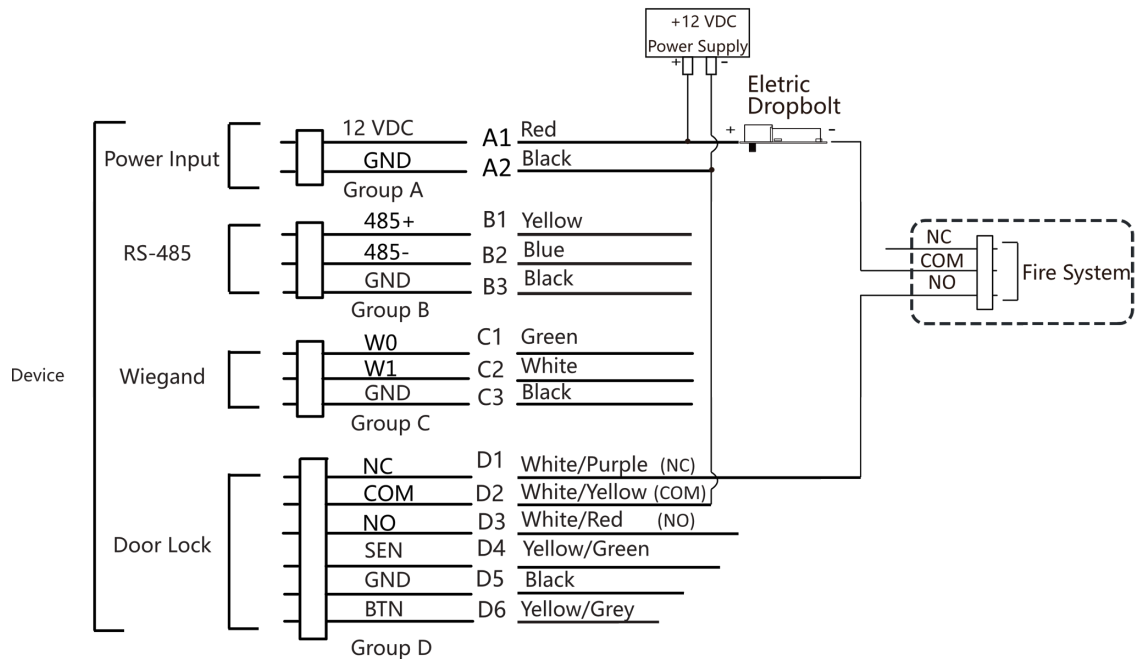 +12 VDC
Power Supply
+ -
Eletric
Dropbolt
+ -
Device
Power Input
12 VDC A1 Red
GND A2 Black
Group A
RS-485
485+ B1 Yellow
485- B2 Blue
GND B3 Black
Group B
Wiegand
W0 C1 Green
W1 C2 White
GND C3 Black
Group C
Door Lock
NC D1 White/Purple (NC)
COM D2 White/Yellow (COM)
NO D3 White/Red (NO)
SEN D4 Yellow/Green
GND D5 Black
BTN D6 Yellow/Grey
Group D
NC
COM
NO
Fire System